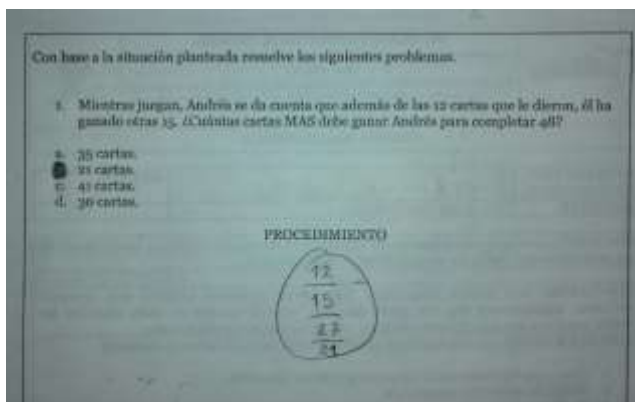 Con base a la situación planteada resuelve los siguientes problemas.
1. Mientras juegan, Andrés se da cuenta que además de las 12 cartas que le dieron, él ha
ganado otras 15. ¿Cuántas cartas MAS debe ganar Andrés para completar 48?
a. 35 cartas.
21 cartas.
c. 41 cartas.
d. 36 cartas.
PROCEDIMIENTO
12
15
27
21